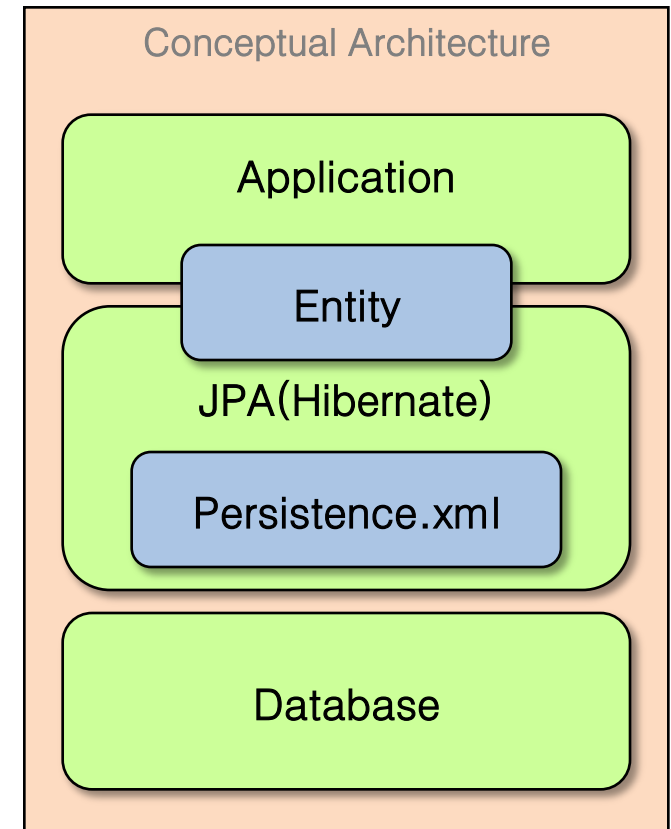 Conceptual Architecture
Application
Entity
JPA(Hibernate)
Persistence.xml
Database